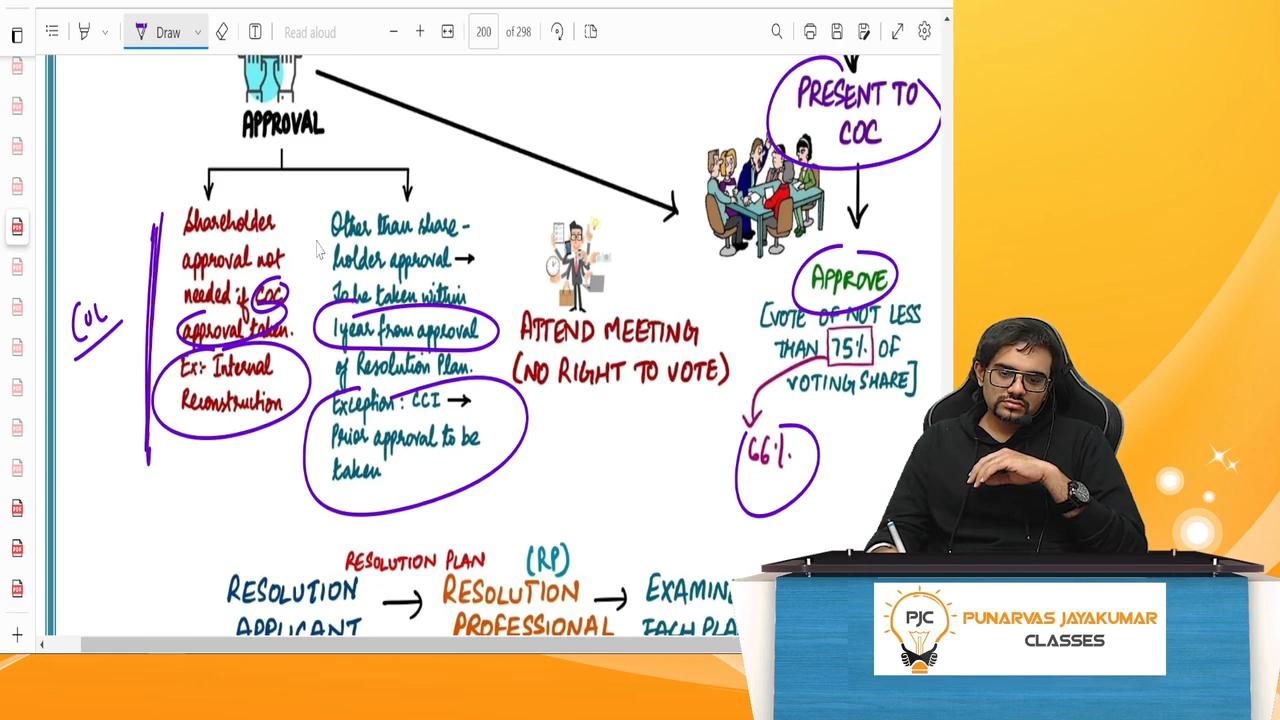 Draw
Read aloud
200
of 298
APPROVAL
Shareholder
approval not
needed if COC
approval taken.
Ex:- Internal
Reconstruction
COC
Other than share-
holder approval →
To be taken within
1 year from approval
of Resolution Plan.
Exception: CCI →
Prior approval to be
taken
ATTEND MEETING
(NO RIGHT TO VOTE)
PRESENT TO
COC
APPROVE
[VOTE OF NOT LESS
THAN 75% OF
VOTING SHARE]
66%
RESOLUTION PLAN (RP)
RESOLUTION → RESOLUTION → EXAMINE
APPLICANT PROFESSIONAL EACH PLA
PJC
PUNARVAS JAYAKUMAR
CLASSES